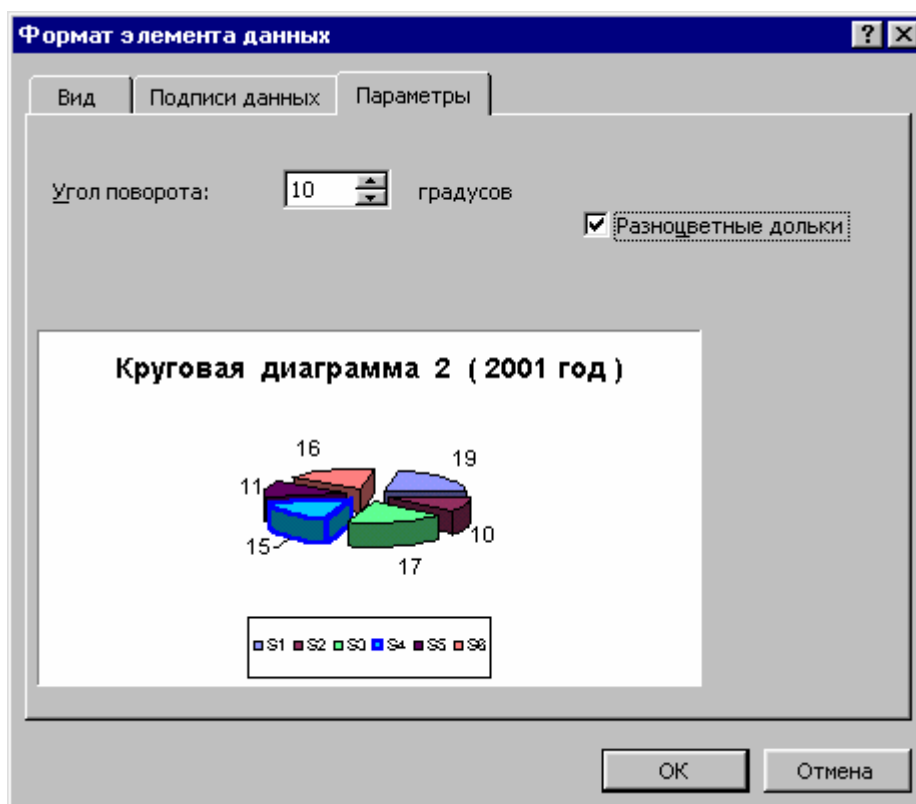 Формат элемента данных
Вид Подписи данных Параметры
Угол поворота: 10 градусов
Разноцветные дольки
Круговая диаграмма 2 ( 2001 год )
16
19
11
10
15
17
S1 S2 S3 S4 S5 S6
ОК Отмена